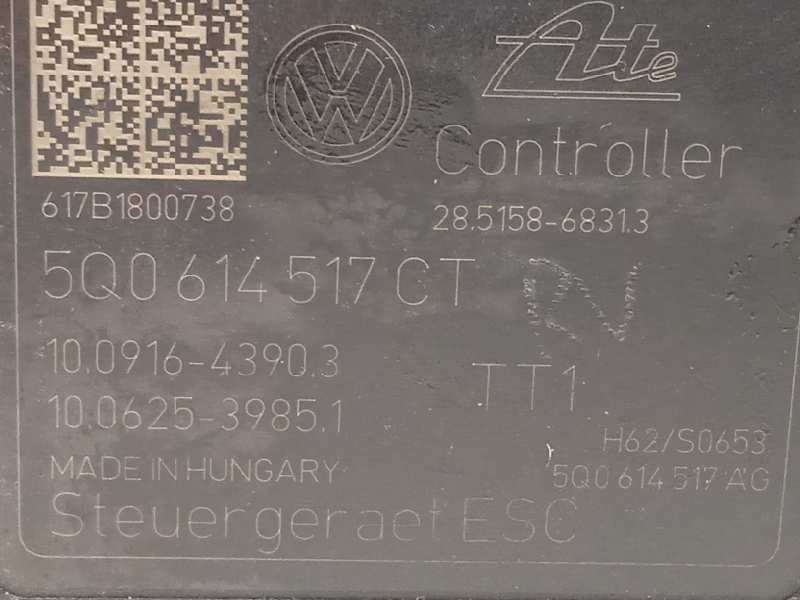 Ate
Controller
617B1800738
28.5158-6831.3
5Q0 614 517 CT
10.0916-4390.3
TT1
10.0625-3985.1
H62/S0653
MADE IN HUNGARY
5Q0 614 517 AG
Steuergeraet ESC